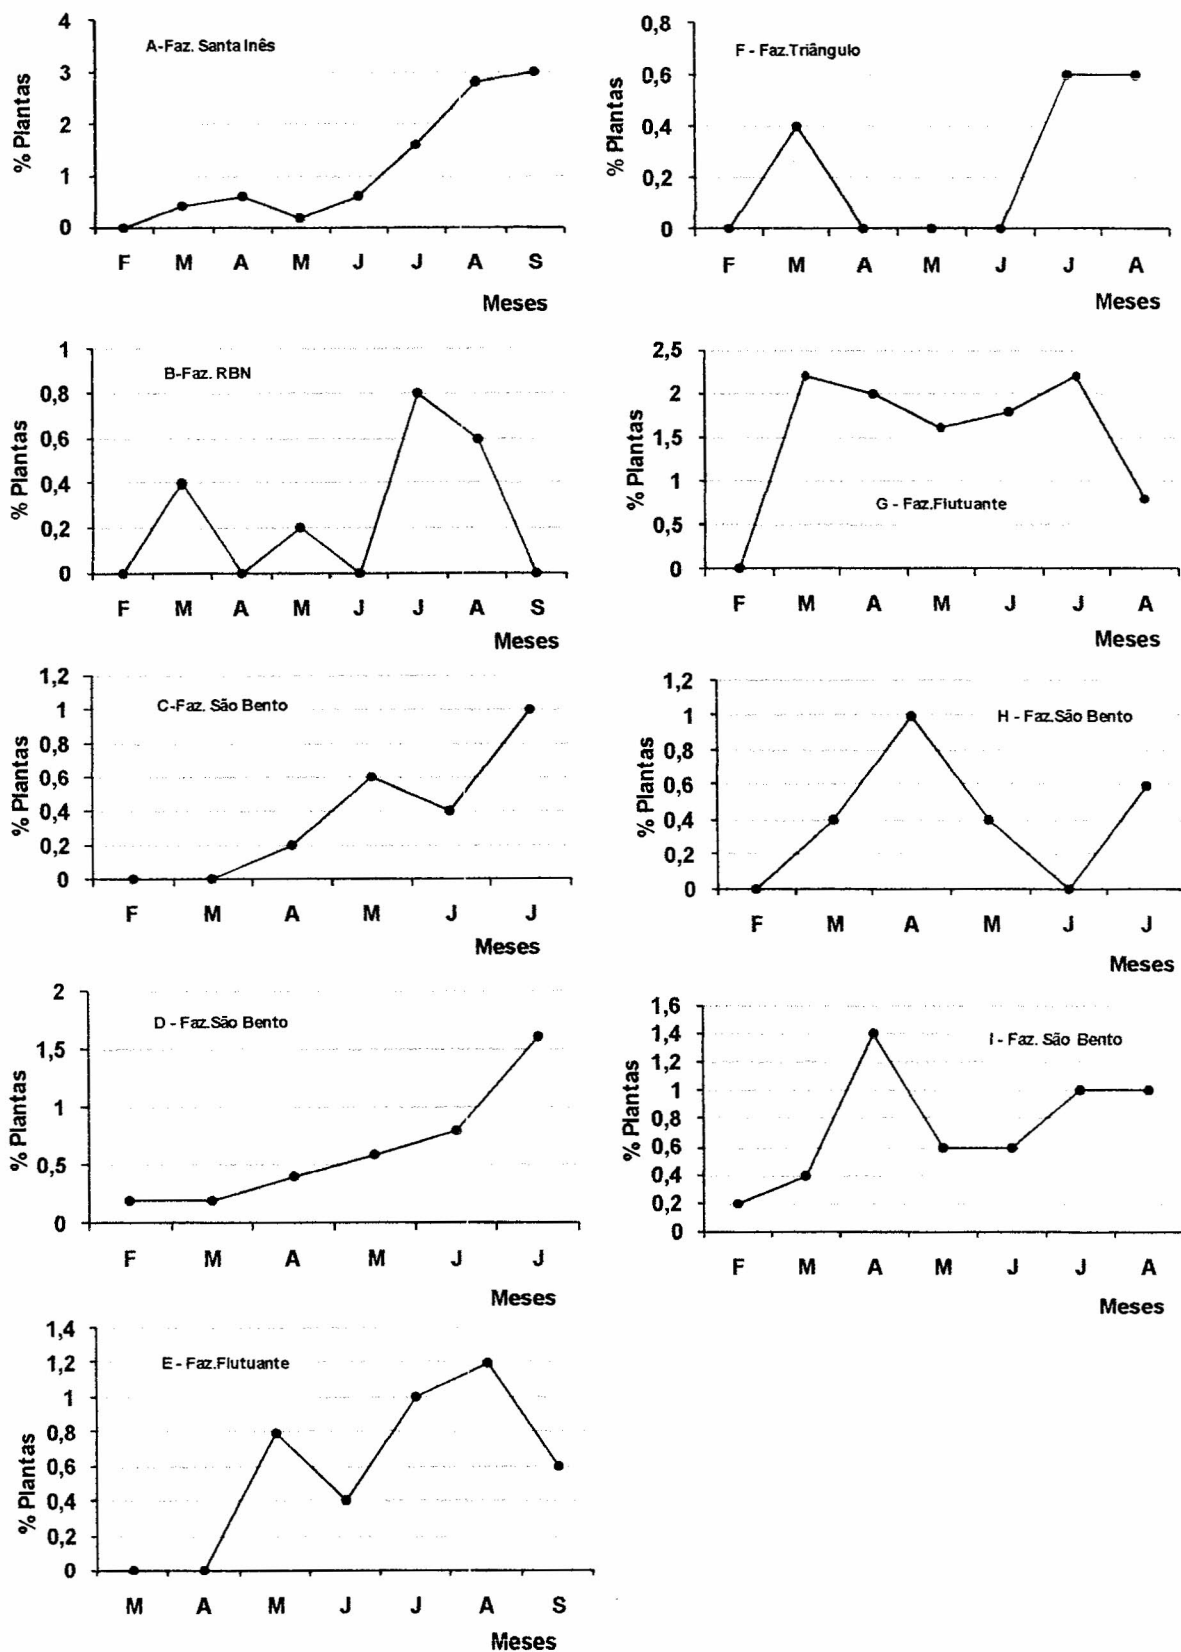 A-Faz. Santa Inês
% Plantas
4
3
2
1
0
F M A M J J A S
Meses
F - Faz.Triângulo
% Plantas
0,8
0,6
0,4
0,2
0
F M A M J J A
Meses
B-Faz. RBN
% Plantas
1
0,8
0,6
0,4
0,2
0
F M A M J J A S
Meses
G - Faz.Flutuante
% Plantas
2,5
2
1,5
1
0,5
0
F M A M J J A
Meses
C-Faz. São Bento
% Plantas
1,2
1
0,8
0,6
0,4
0,2
0
F M A M J J
Meses
H - Faz.São Bento
% Plantas
1,2
1
0,8
0,6
0,4
0,2
0
F M A M J J
Meses
D - Faz.São Bento
% Plantas
2
1,5
1
0,5
0
F M A M J J
Meses
I - Faz. São Bento
% Plantas
1,6
1,4
1,2
1
0,8
0,6
0,4
0,2
0
F M A M J J A
Meses
E - Faz.Flutuante
% Plantas
1,4
1,2
1
0,8
0,6
0,4
0,2
0
M A M J J A S
Meses